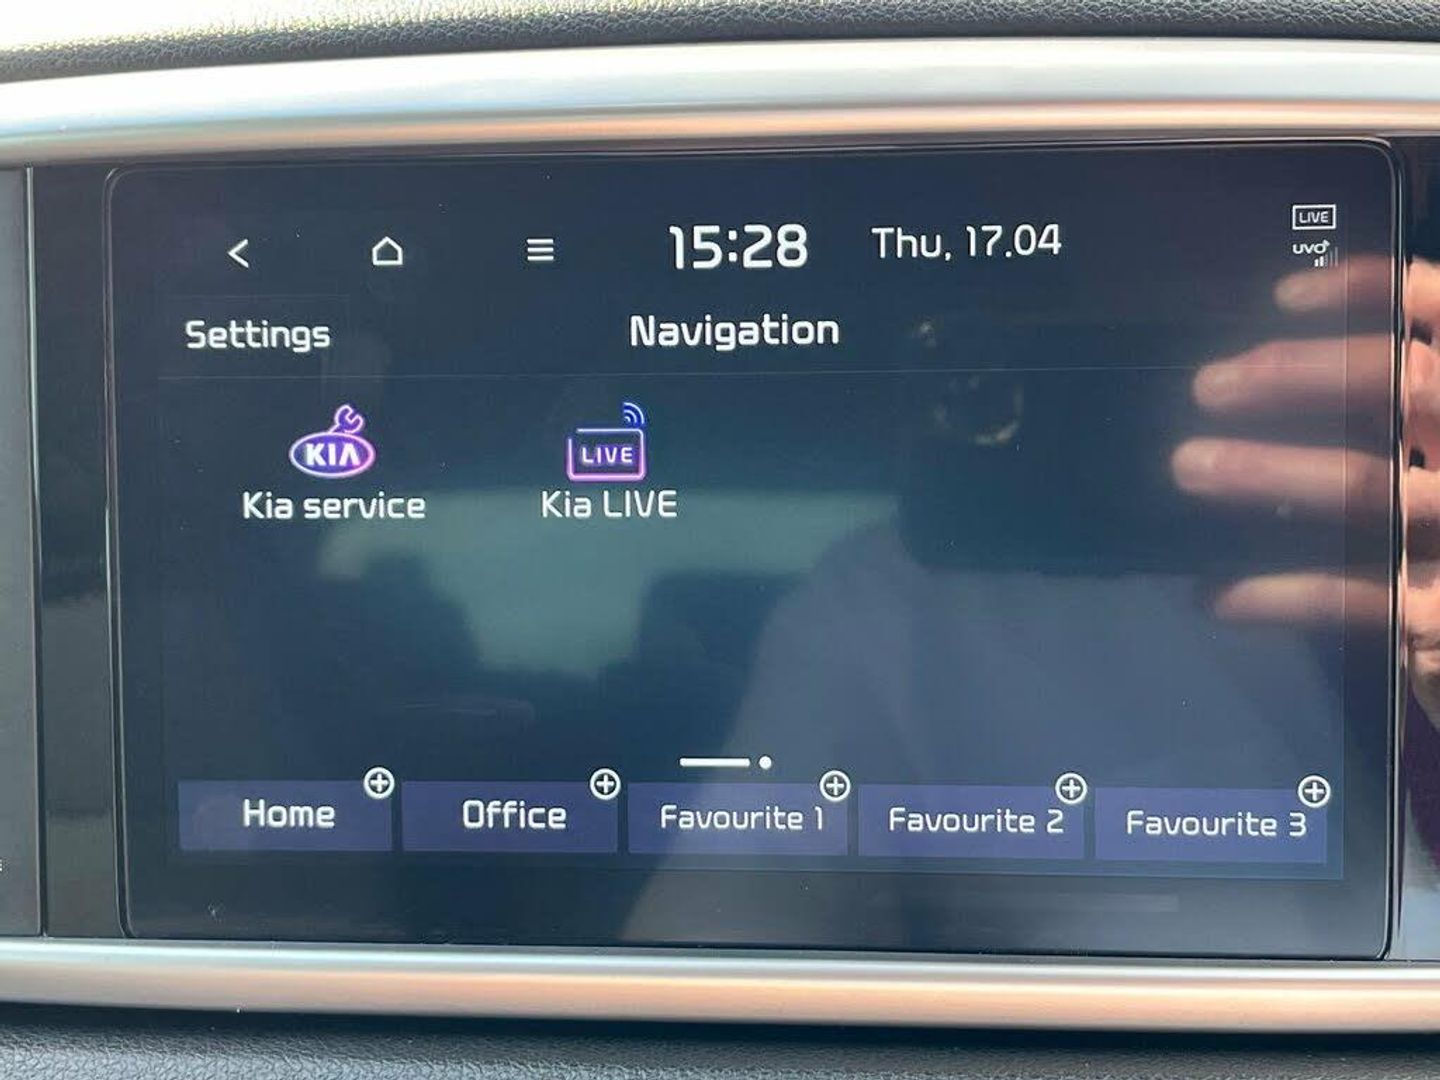 15:28
Thu, 17.04
LIVE
UVO
Settings
Navigation
KIA
LIVE
Kia service
Kia LIVE
Home
Office
Favourite 1
Favourite 2
Favourite 3